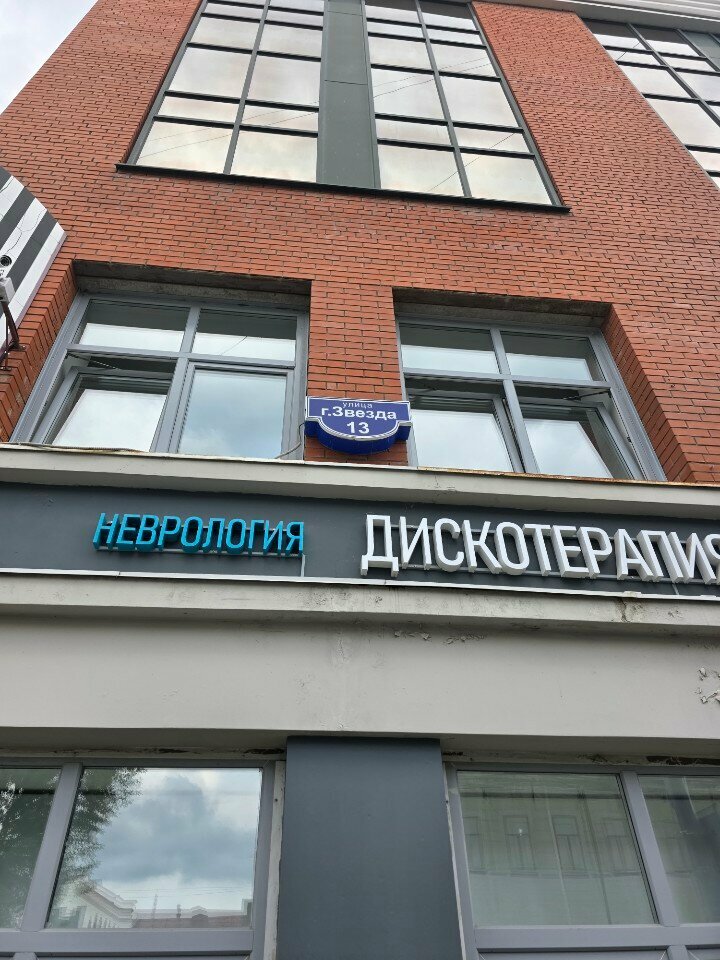 улица
г.Звезда
13
НЕВРОЛОГИЯ
ДИСКОТЕРАПИЯ